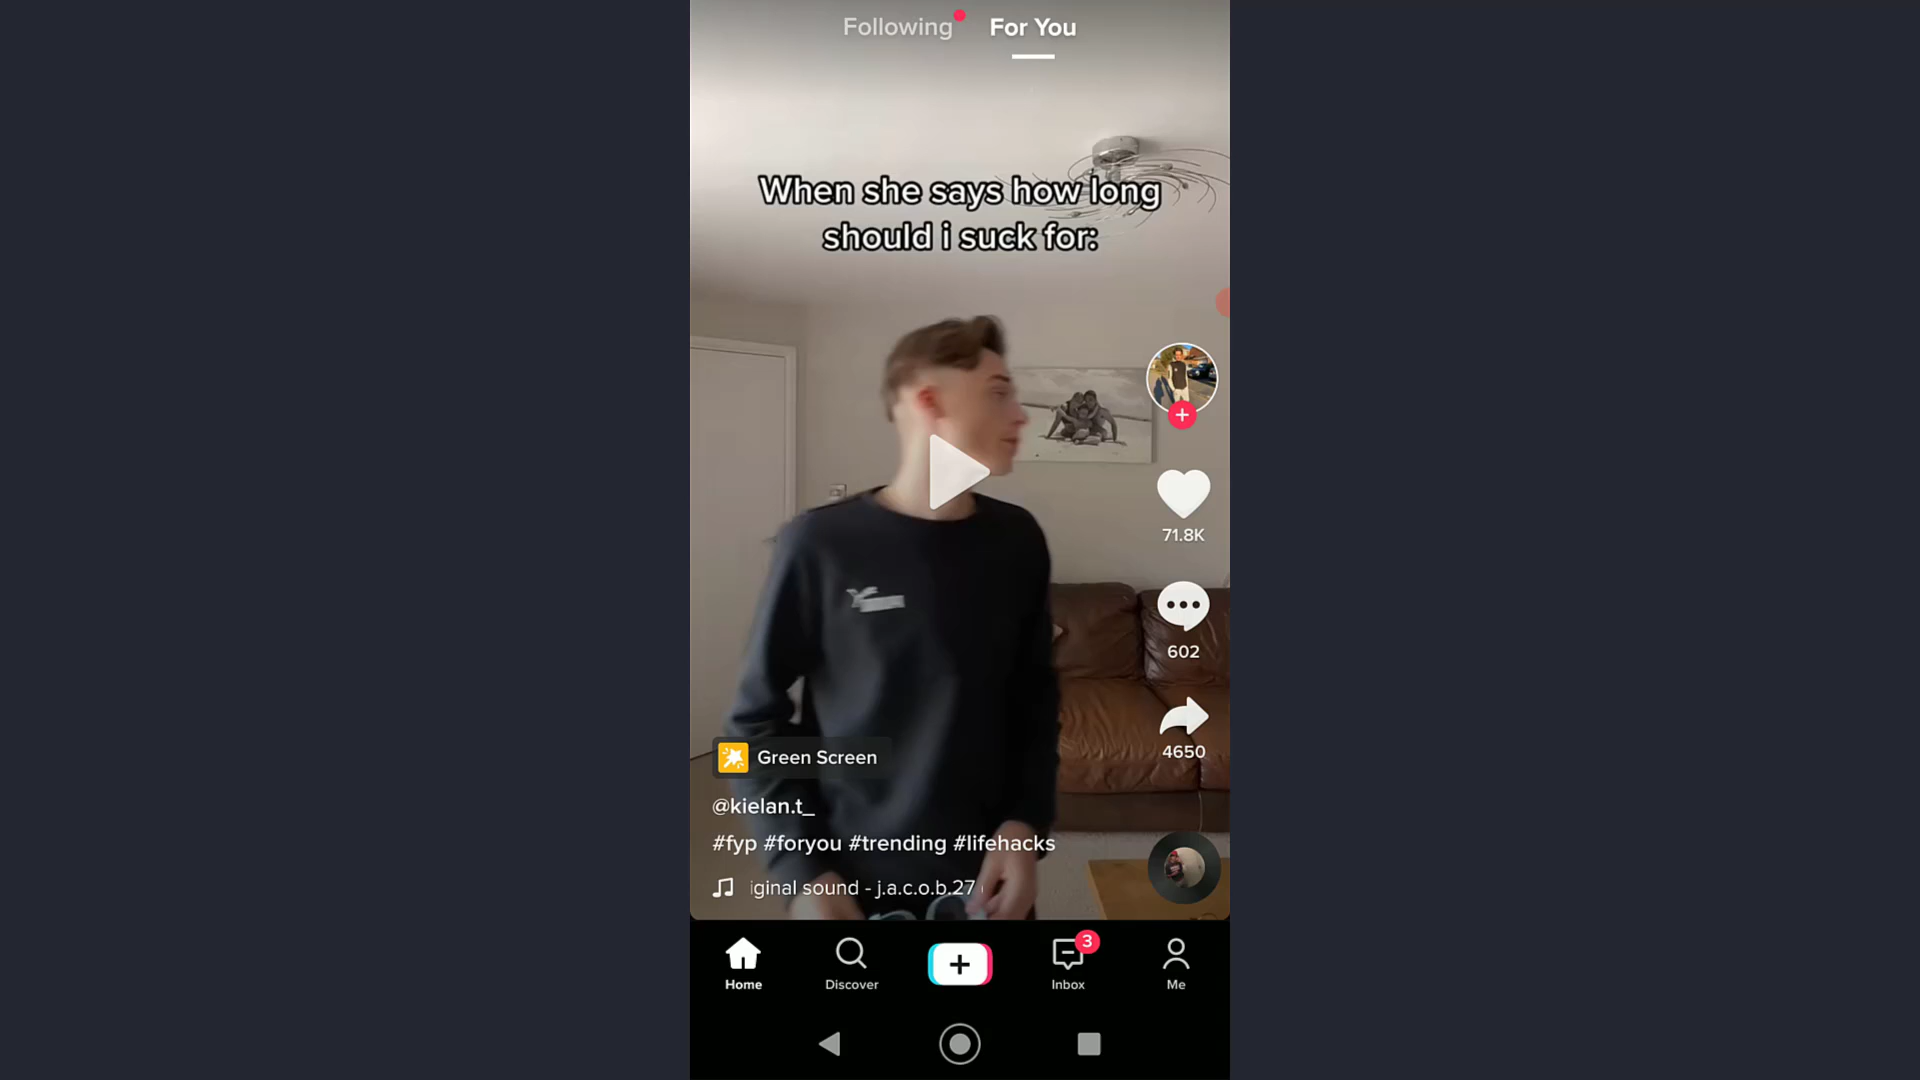 Following
For You
When she says how long
should i suck for:
71.8K
602
4650
Green Screen
@kielan.t_
#fyp #foryou #trending #lifehacks
iginal sound - j.a.c.o.b.27
3
Home
Discover
Inbox
Me